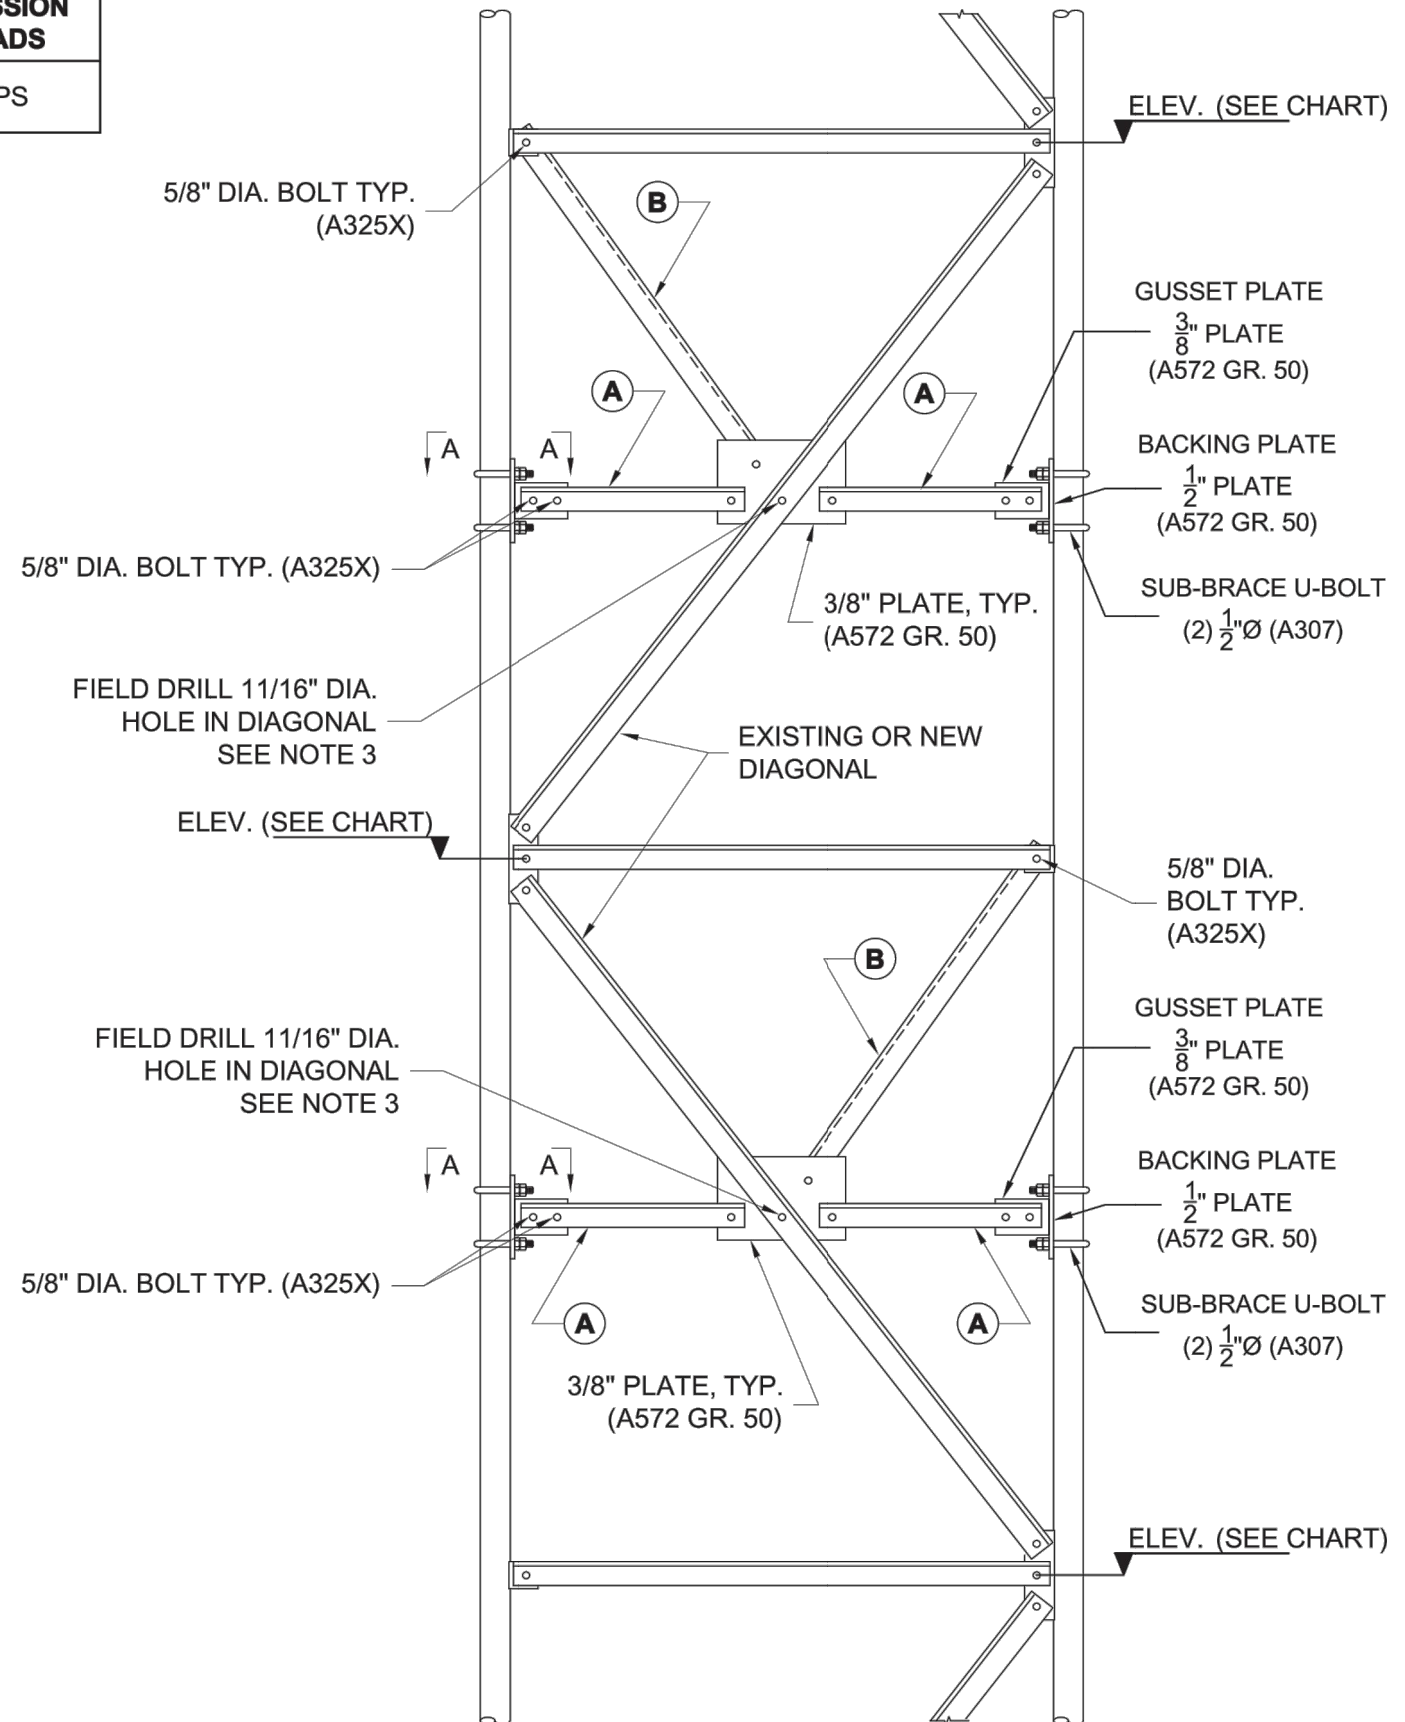 5/8" DIA. BOLT TYP.
(A325X)
B
ELEV. (SEE CHART)
GUSSET PLATE
3/8" PLATE
(A572 GR. 50)
A
A
A
A
BACKING PLATE
1/2" PLATE
(A572 GR. 50)
5/8" DIA. BOLT TYP. (A325X)
3/8" PLATE, TYP.
(A572 GR. 50)
SUB-BRACE U-BOLT
(2) 1/2"Ø (A307)
FIELD DRILL 11/16" DIA.
HOLE IN DIAGONAL
SEE NOTE 3
EXISTING OR NEW
DIAGONAL
ELEV. (SEE CHART)
5/8" DIA.
BOLT TYP.
(A325X)
B
FIELD DRILL 11/16" DIA.
HOLE IN DIAGONAL
SEE NOTE 3
GUSSET PLATE
3/8" PLATE
(A572 GR. 50)
A
A
BACKING PLATE
1/2" PLATE
(A572 GR. 50)
5/8" DIA. BOLT TYP. (A325X)
A
A
SUB-BRACE U-BOLT
(2) 1/2"Ø (A307)
3/8" PLATE, TYP.
(A572 GR. 50)
ELEV. (SEE CHART)